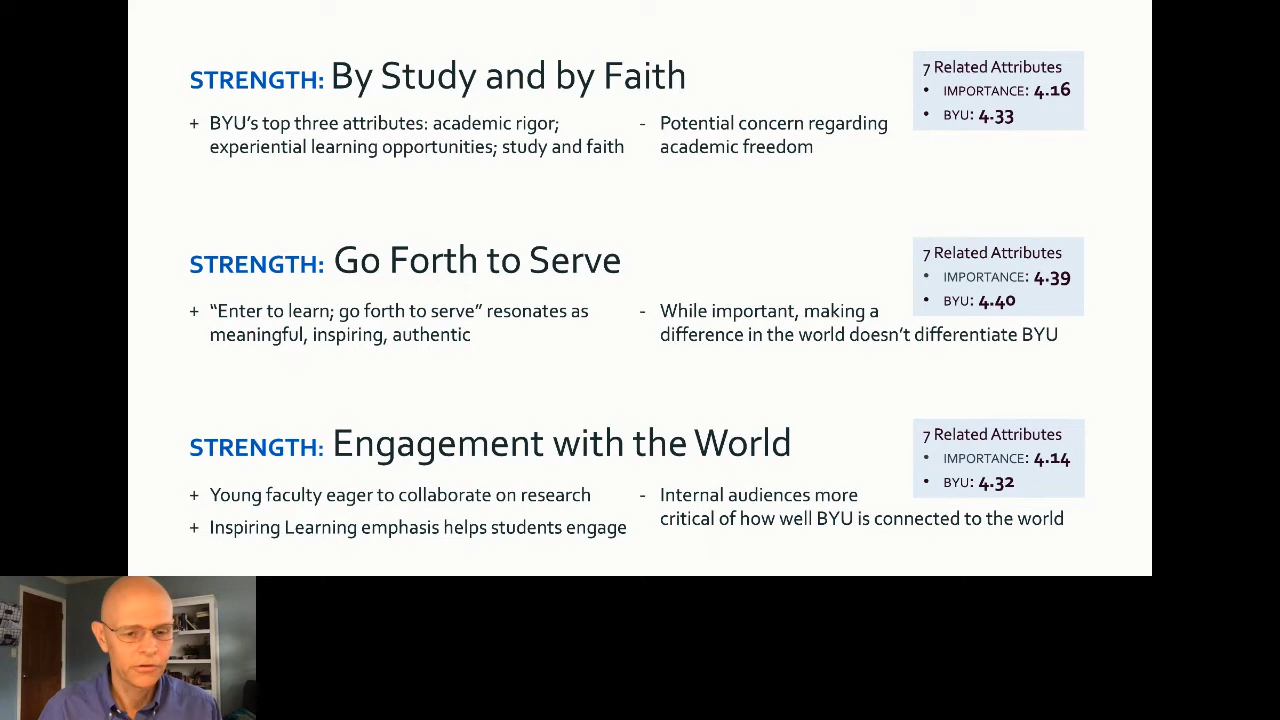 STRENGTH: By Study and by Faith
+ BYU's top three attributes: academic rigor;
experiential learning opportunities; study and faith
- Potential concern regarding
academic freedom
7 Related Attributes
• IMPORTANCE: 4.16
• BYU: 4.33
STRENGTH: Go Forth to Serve
+ “Enter to learn; go forth to serve” resonates as
meaningful, inspiring, authentic
- While important, making a
difference in the world doesn't differentiate BYU
7 Related Attributes
• IMPORTANCE: 4.39
• BYU: 4.40
STRENGTH: Engagement with the World
+ Young faculty eager to collaborate on research
+ Inspiring Learning emphasis helps students engage
- Internal audiences more
critical of how well BYU is connected to the world
7 Related Attributes
• IMPORTANCE: 4.14
• BYU: 4.32